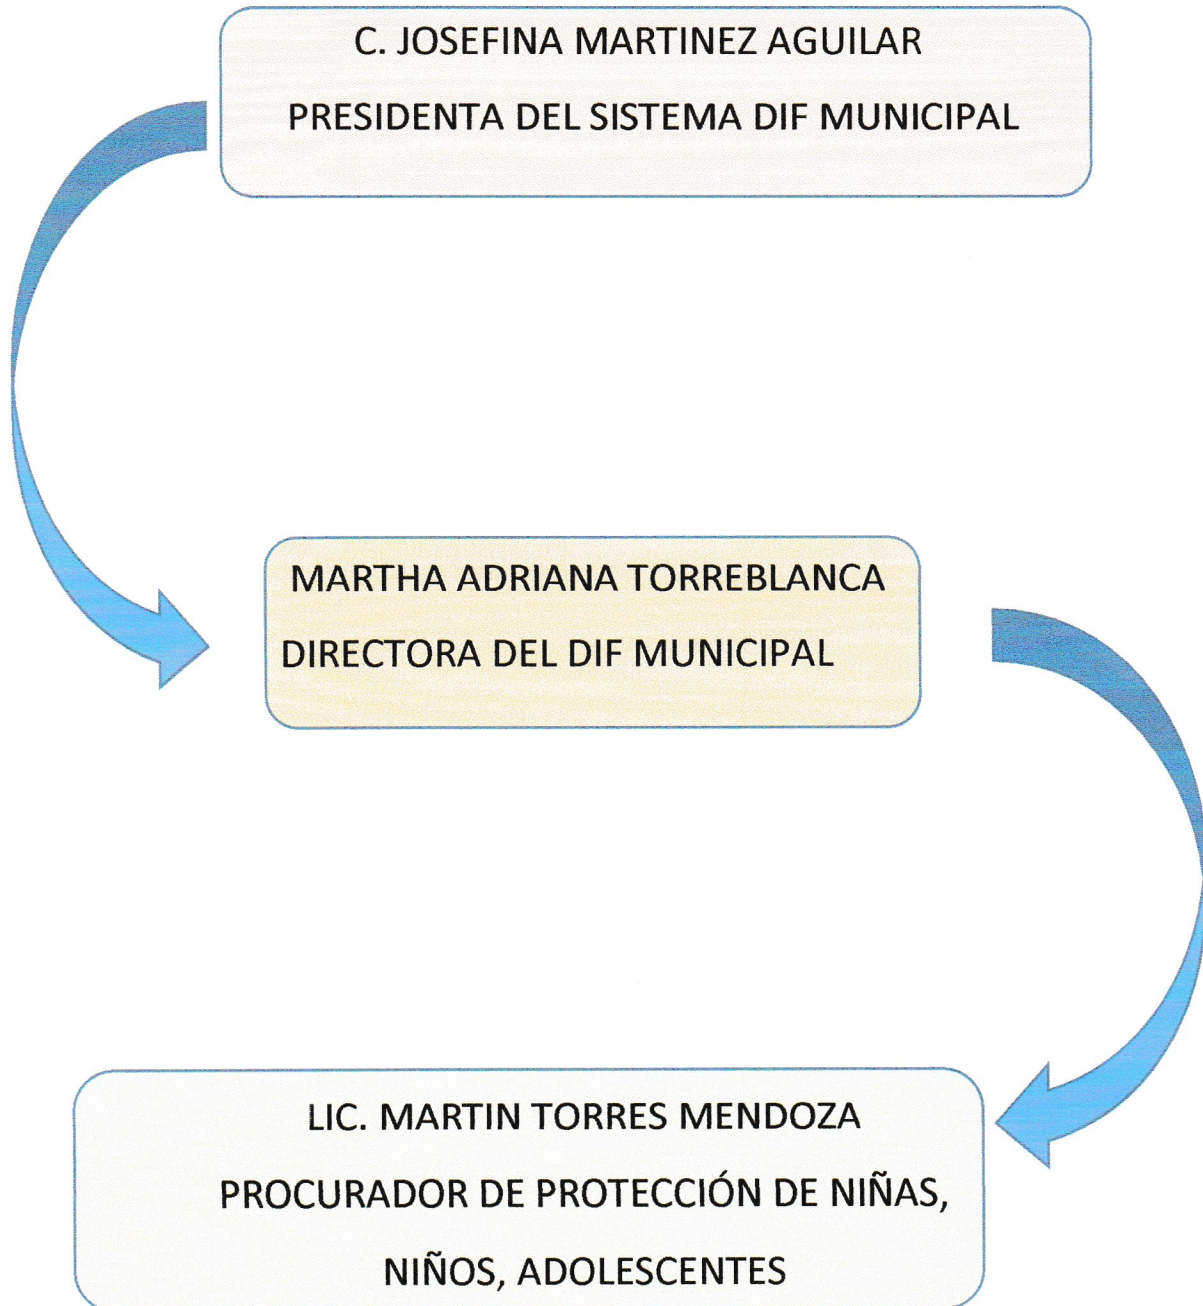 C. JOSEFINA MARTINEZ AGUILAR
PRESIDENTA DEL SISTEMA DIF MUNICIPAL
MARTHA ADRIANA TORREBLANCA
DIRECTORA DEL DIF MUNICIPAL
LIC. MARTIN TORRES MENDOZA
PROCURADOR DE PROTECCIÓN DE NIÑAS,
NIÑOS, ADOLESCENTES